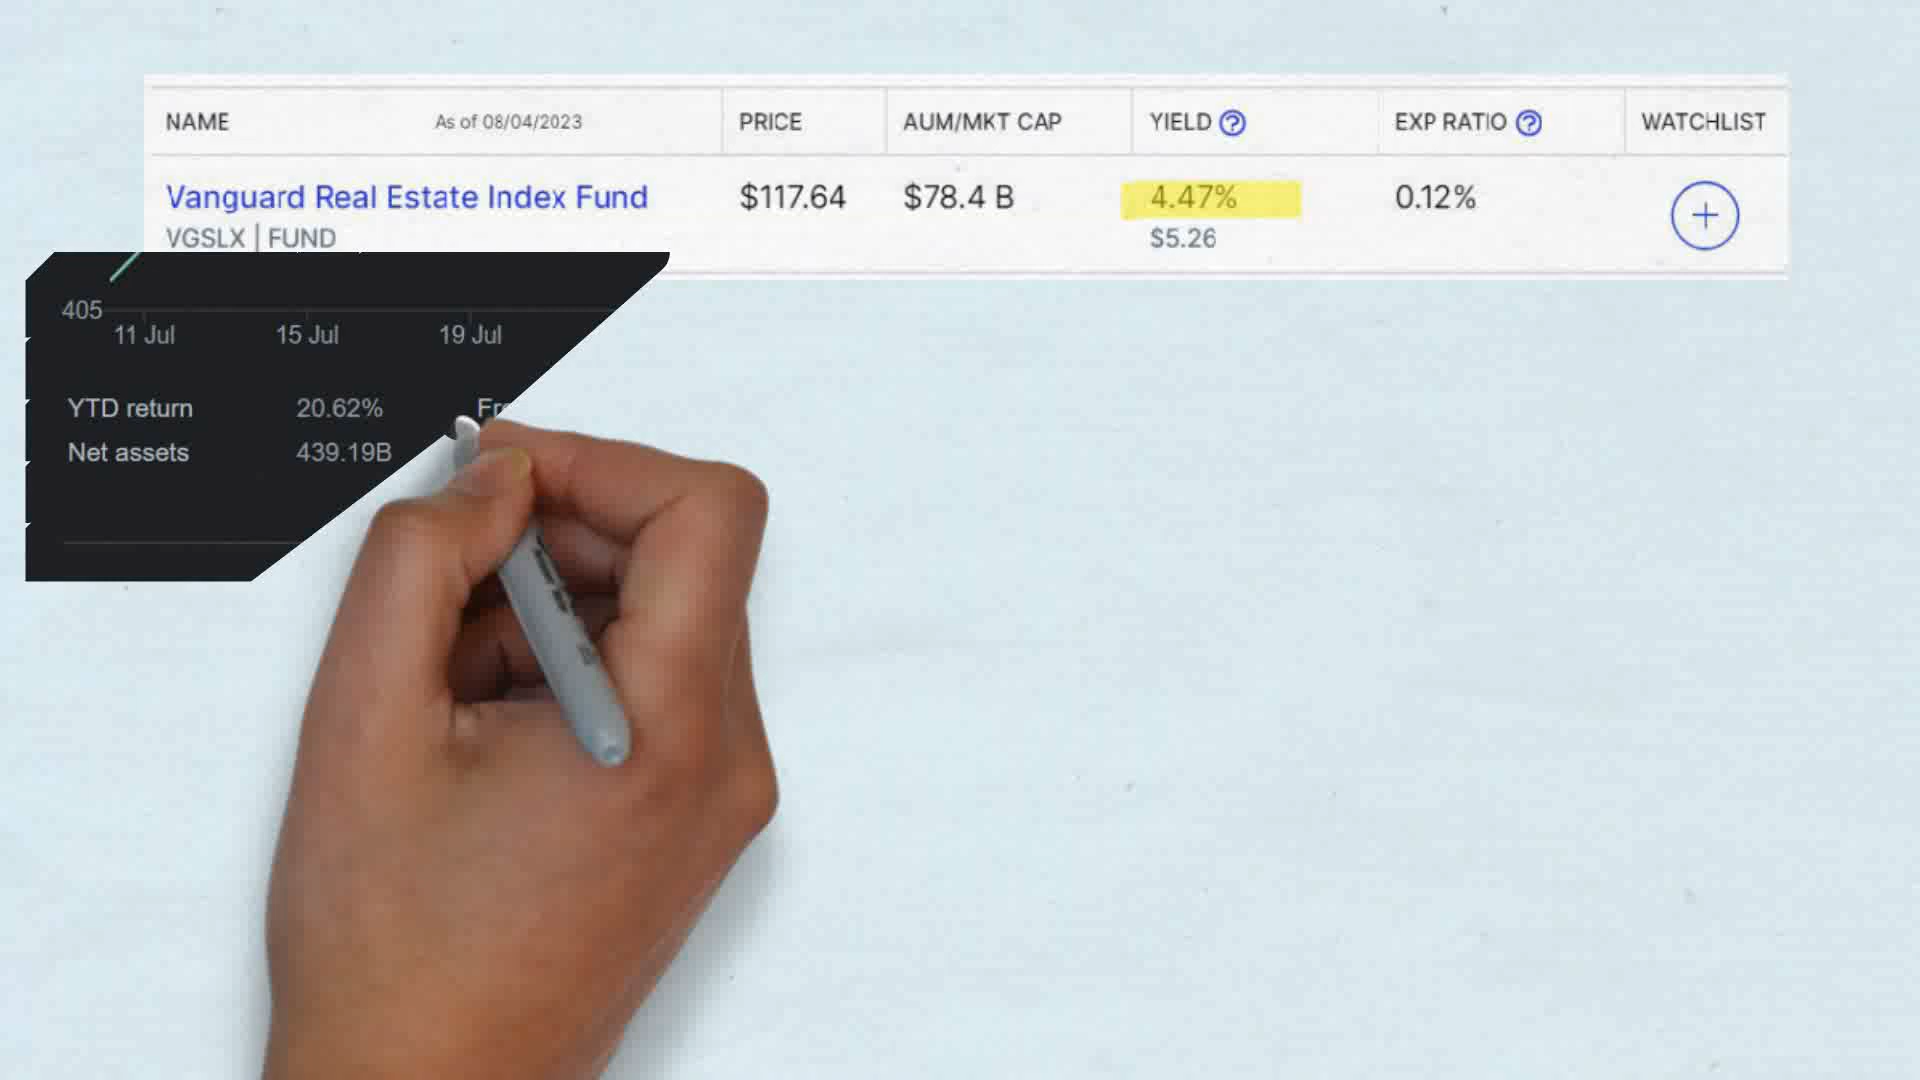 NAME As of 08/04/2023 PRICE AUM/MKT CAP YIELD ? EXP RATIO ? WATCHLIST
Vanguard Real Estate Index Fund $117.64 $78.4 B 4.47% 0.12%
VGSLX | FUND $5.26
405
11 Jul 15 Jul 19 Jul
YTD return 20.62%
Net assets 439.19B